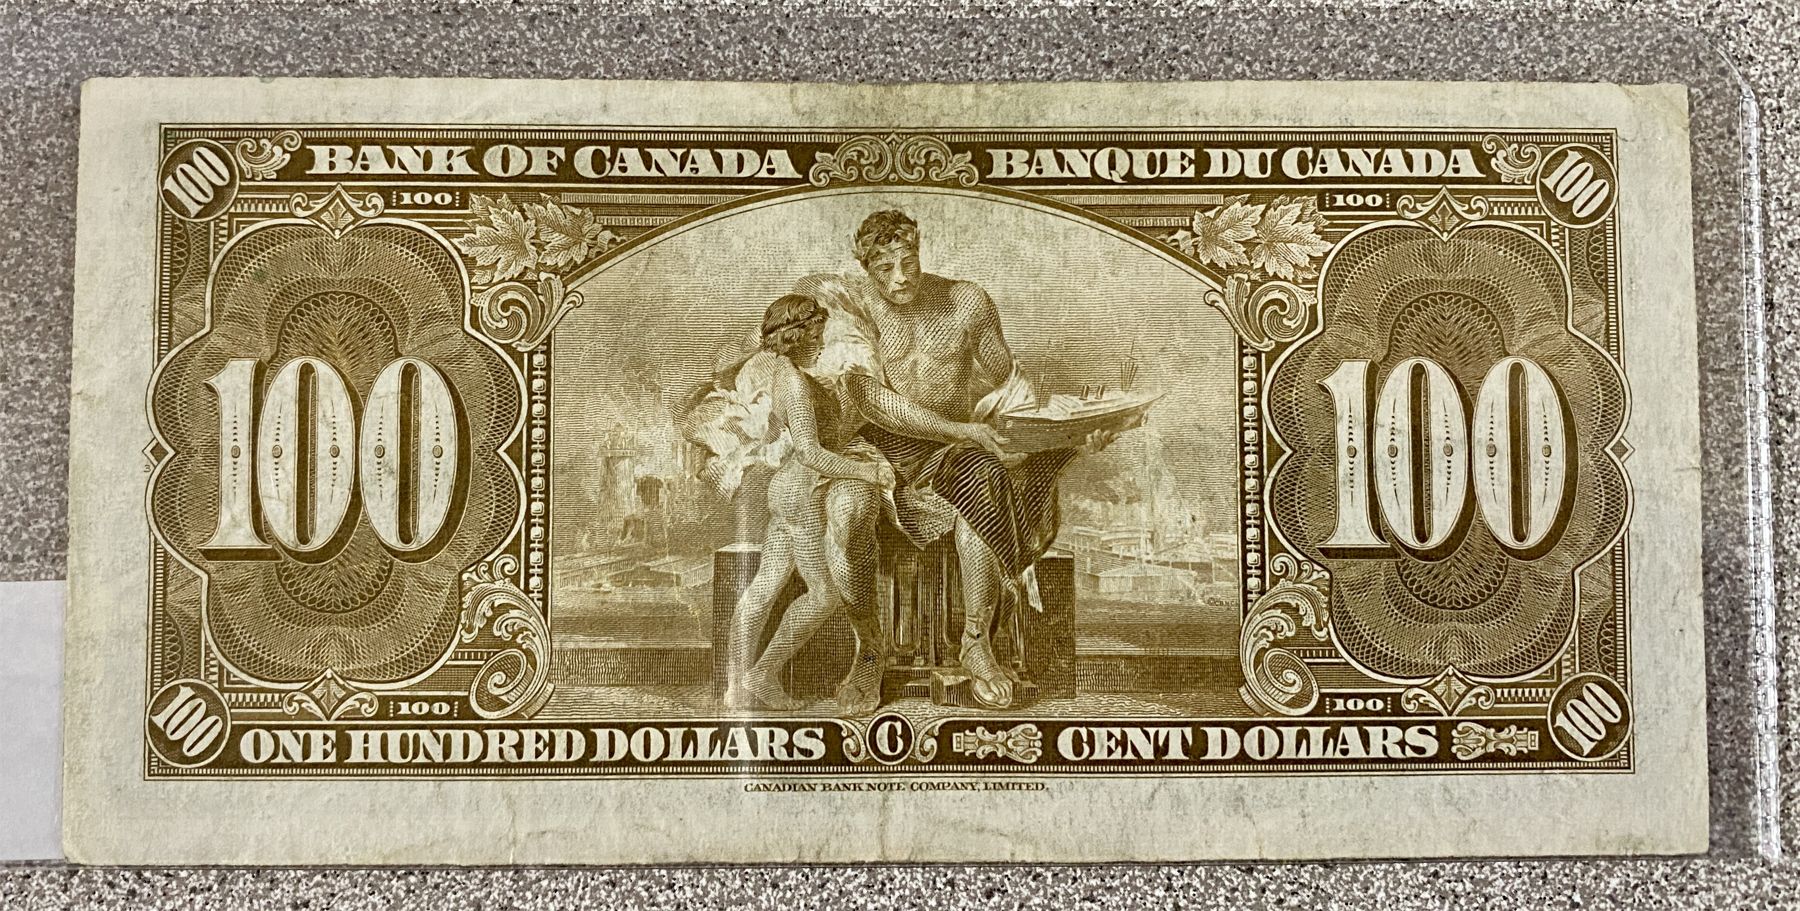 100 BANK OF CANADA BANQUE DU CANADA 100
100 100
100 100
100 100
100 ONE HUNDRED DOLLARS C CENT DOLLARS 100
CANADIAN BANK NOTE COMPANY, LIMITED.